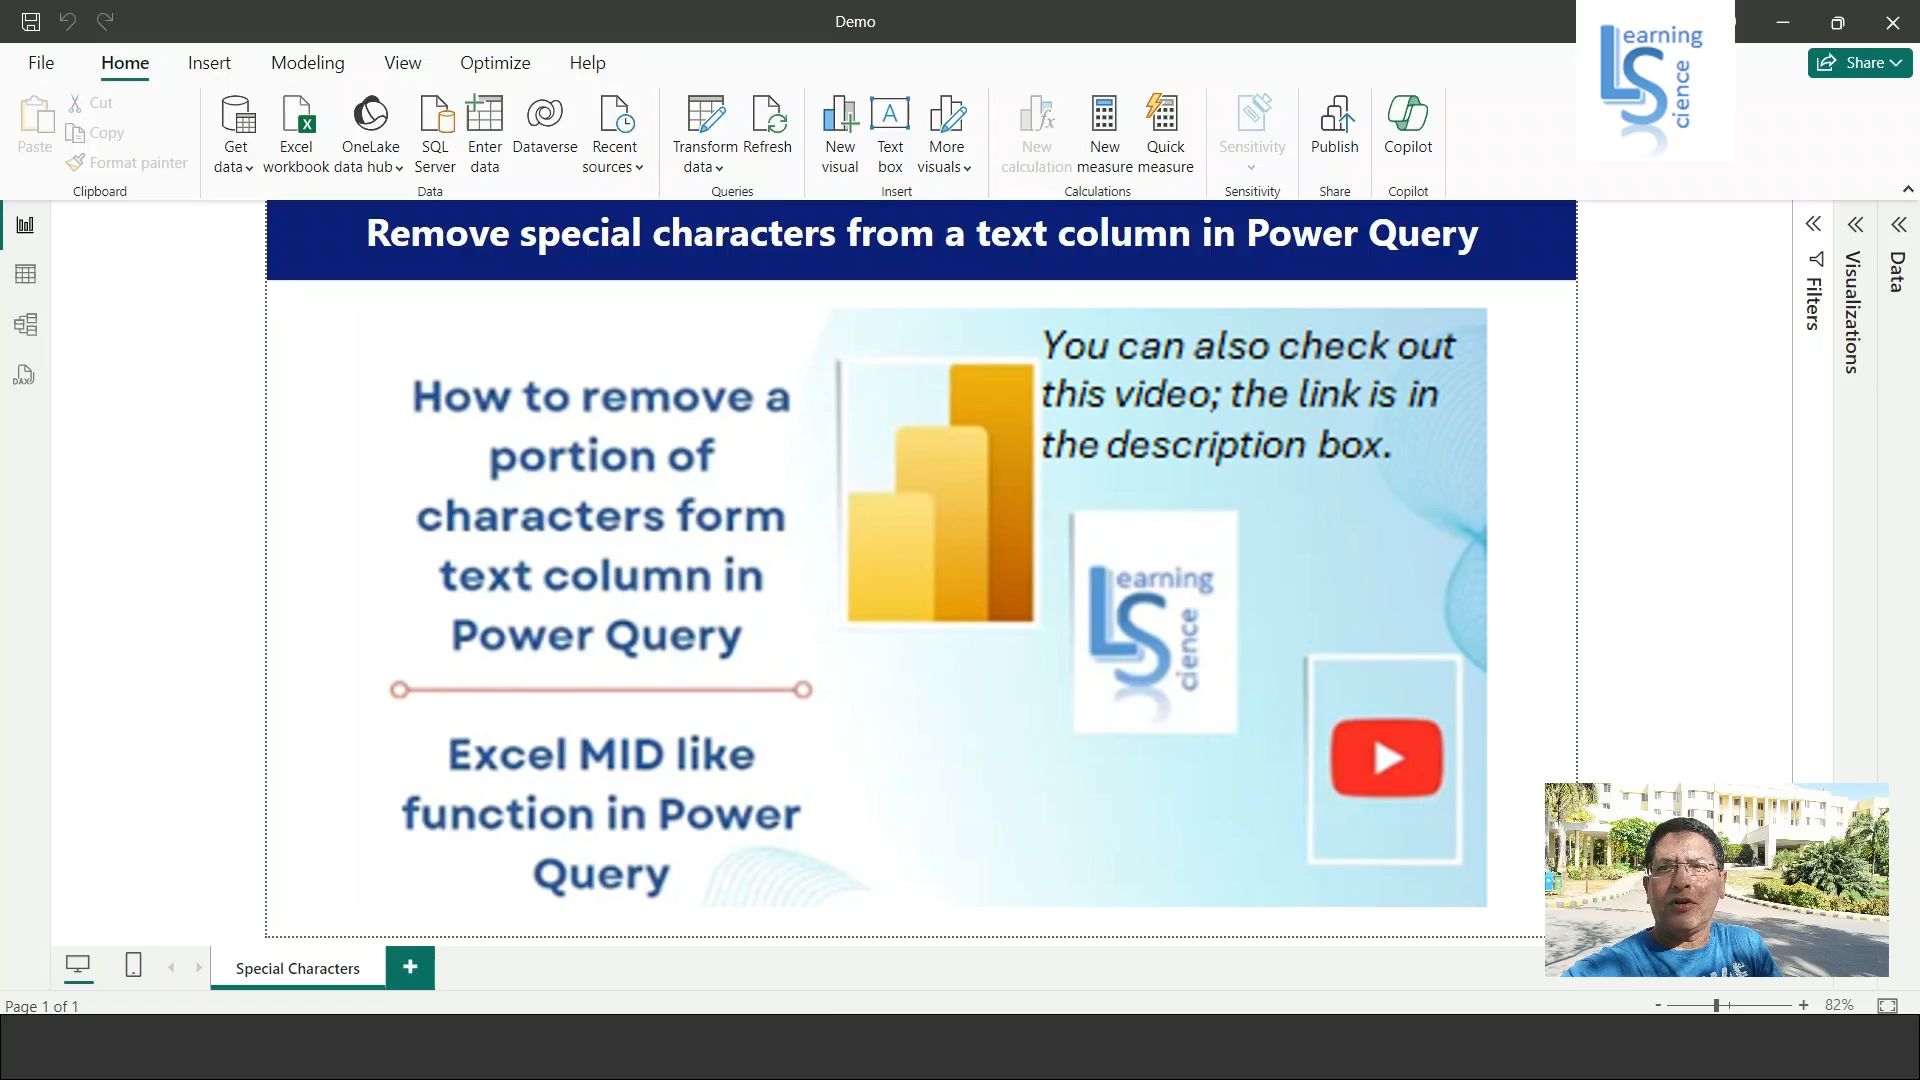 Demo
File Home Insert Modeling View Optimize Help
Share
Paste
Cut
Copy
Format painter
Clipboard
Get data
Excel workbook
OneLake data hub
SQL Server
Enter data
Dataverse
Recent sources
Data
Transform data
Refresh
Queries
New visual
Text box
More visuals
Insert
New calculation
New measure
Quick measure
Calculations
Sensitivity
Sensitivity
Publish
Share
Copilot
Copilot
Learning
Science
Remove special characters from a text column in Power Query
How to remove a
portion of
characters form
text column in
Power Query
Excel MID like
function in Power
Query
You can also check out
this video; the link is in
the description box.
Learning
Science
Filters
Visualizations
Data
DAX
Special Characters
Page 1 of 1
82%